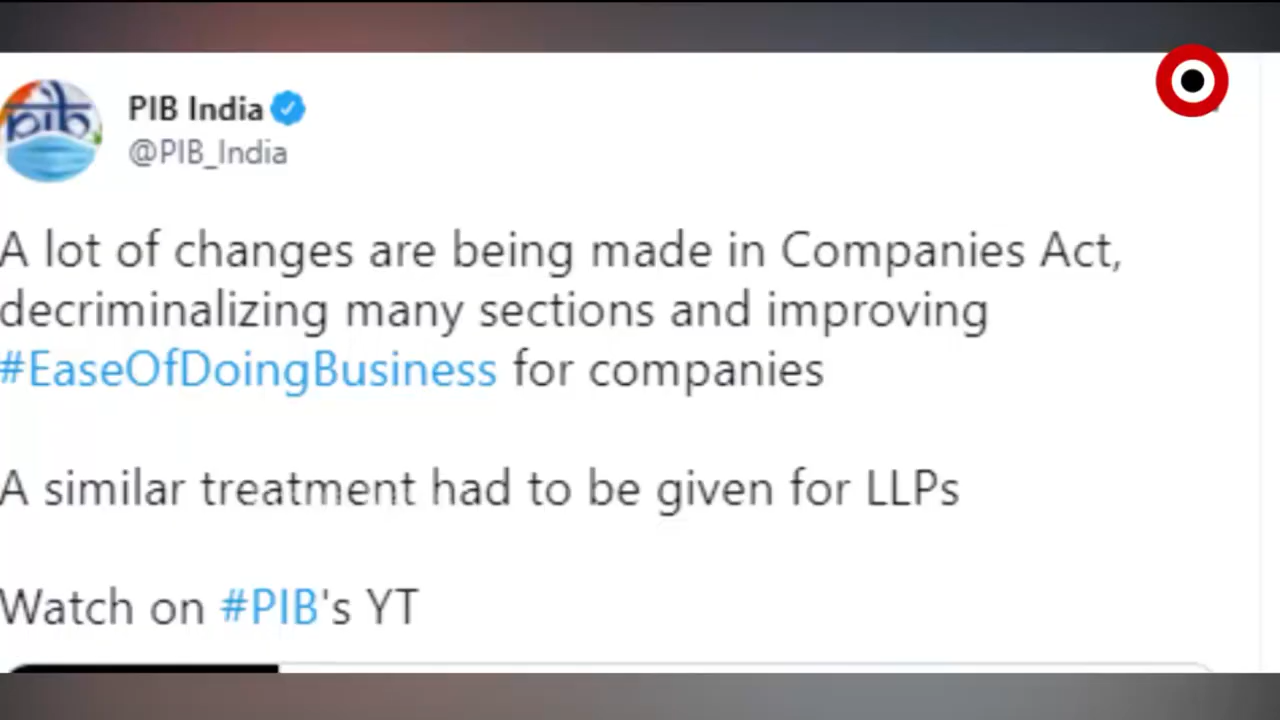 pib
PIB India
@PIB_India
A lot of changes are being made in Companies Act,
decriminalizing many sections and improving
#EaseOfDoingBusiness for companies
A similar treatment had to be given for LLPs
Watch on #PIB's YT